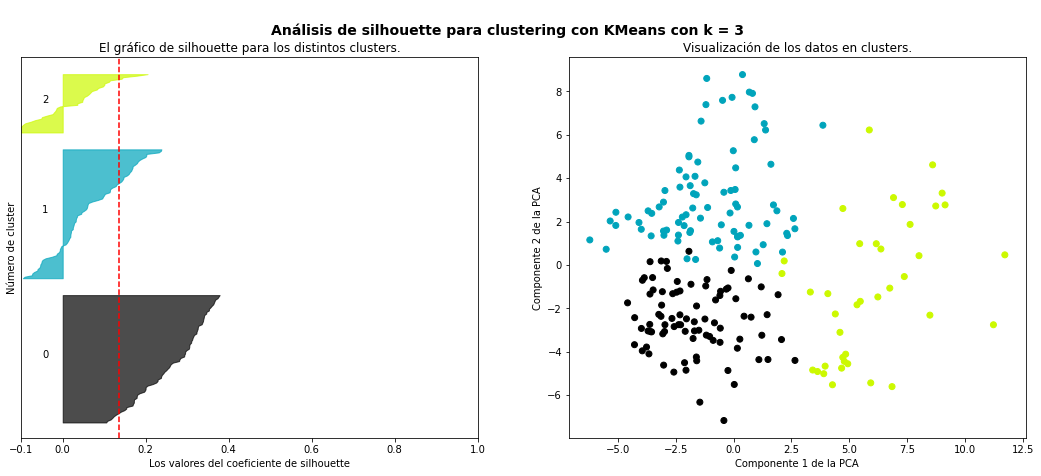 Análisis de silhouette para clustering con KMeans con k = 3
El gráfico de silhouette para los distintos clusters.
Número de cluster
2
1
0
−0.1 0.0 0.2 0.4 0.6 0.8 1.0
Los valores del coeficiente de silhouette
Visualización de los datos en clusters.
Componente 2 de la PCA
8
6
4
2
0
−2
−4
−6
−5.0 −2.5 0.0 2.5 5.0 7.5 10.0 12.5
Componente 1 de la PCA